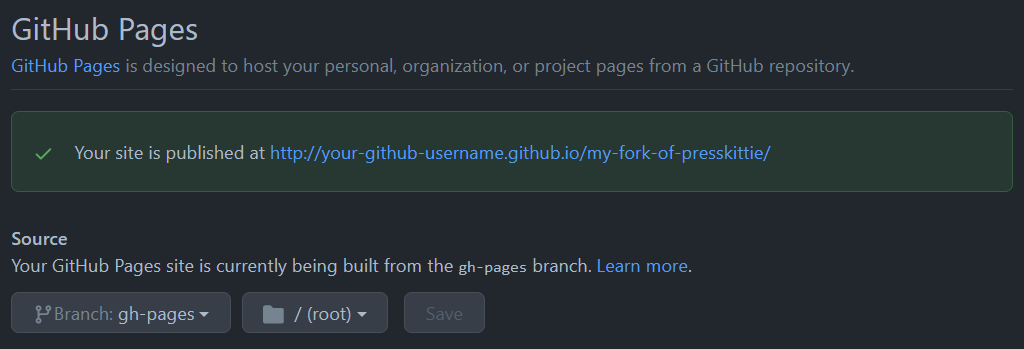 GitHub Pages
GitHub Pages is designed to host your personal, organization, or project pages from a GitHub repository.
Your site is published at http://your-github-username.github.io/my-fork-of-presskittie/
Source
Your GitHub Pages site is currently being built from the gh-pages branch. Learn more.
Branch: gh-pages / (root) Save